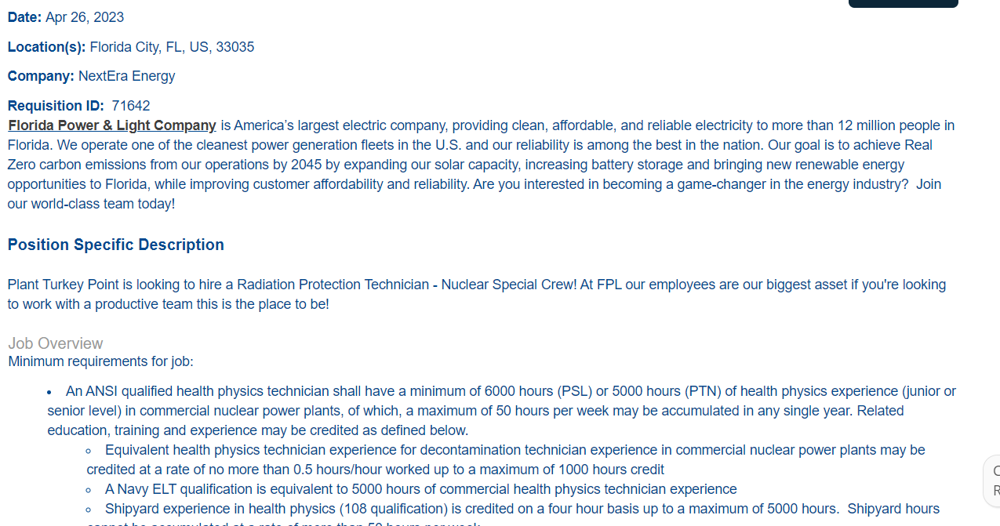 Date: Apr 26, 2023
Location(s): Florida City, FL, US, 33035
Company: NextEra Energy
Requisition ID: 71642
Florida Power & Light Company is America's largest electric company, providing clean, affordable, and reliable electricity to more than 12 million people in
Florida. We operate one of the cleanest power generation fleets in the U.S. and our reliability is among the best in the nation. Our goal is to achieve Real
Zero carbon emissions from our operations by 2045 by expanding our solar capacity, increasing battery storage and bringing new renewable energy
opportunities to Florida, while improving customer affordability and reliability. Are you interested in becoming a game-changer in the energy industry? Join
our world-class team today!
Position Specific Description
Plant Turkey Point is looking to hire a Radiation Protection Technician - Nuclear Special Crew! At FPL our employees are our biggest asset if you're looking
to work with a productive team this is the place to be!
Job Overview
Minimum requirements for job:
• An ANSI qualified health physics technician shall have a minimum of 6000 hours (PSL) or 5000 hours (PTN) of health physics experience (junior or
senior level) in commercial nuclear power plants, of which, a maximum of 50 hours per week may be accumulated in any single year. Related
education, training and experience may be credited as defined below.
◦ Equivalent health physics technician experience for decontamination technician experience in commercial nuclear power plants may be
credited at a rate of no more than 0.5 hours/hour worked up to a maximum of 1000 hours credit
◦ A Navy ELT qualification is equivalent to 5000 hours of commercial health physics technician experience
◦ Shipyard experience in health physics (108 qualification) is credited on a four hour basis up to a maximum of 5000 hours. Shipyard hours
cannot be accumulated at a rate of more than 50 hours per week